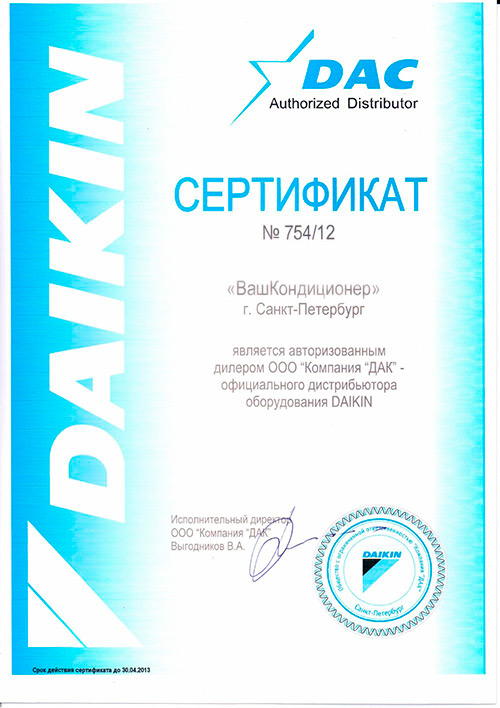 DAIKIN
DAC
Authorized Distributor
СЕРТИФИКАТ
№ 754/12
«ВашКондиционер»
г. Санкт-Петербург
является авторизованным
дилером ООО "Компания "ДАК" -
официального дистрибьютора
оборудования DAIKIN
Исполнительный директор
ООО "Компания "ДАК"
Выгодников В.А.
Общество с ограниченной ответственностью "Компания "ДАК"
DAIKIN
Санкт-Петербург
Срок действия сертификата до 30.04.2013